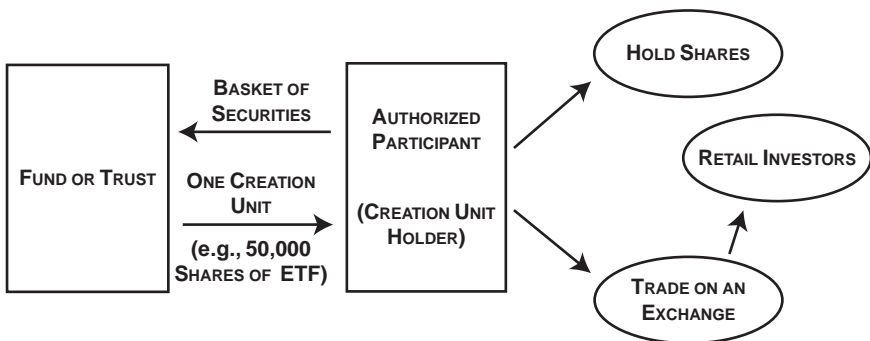 FUND OR TRUST
BASKET OF
SECURITIES
ONE CREATION
UNIT
(e.g., 50,000
SHARES OF ETF)
AUTHORIZED
PARTICIPANT
(CREATION UNIT
HOLDER)
HOLD SHARES
RETAIL INVESTORS
TRADE ON AN
EXCHANGE